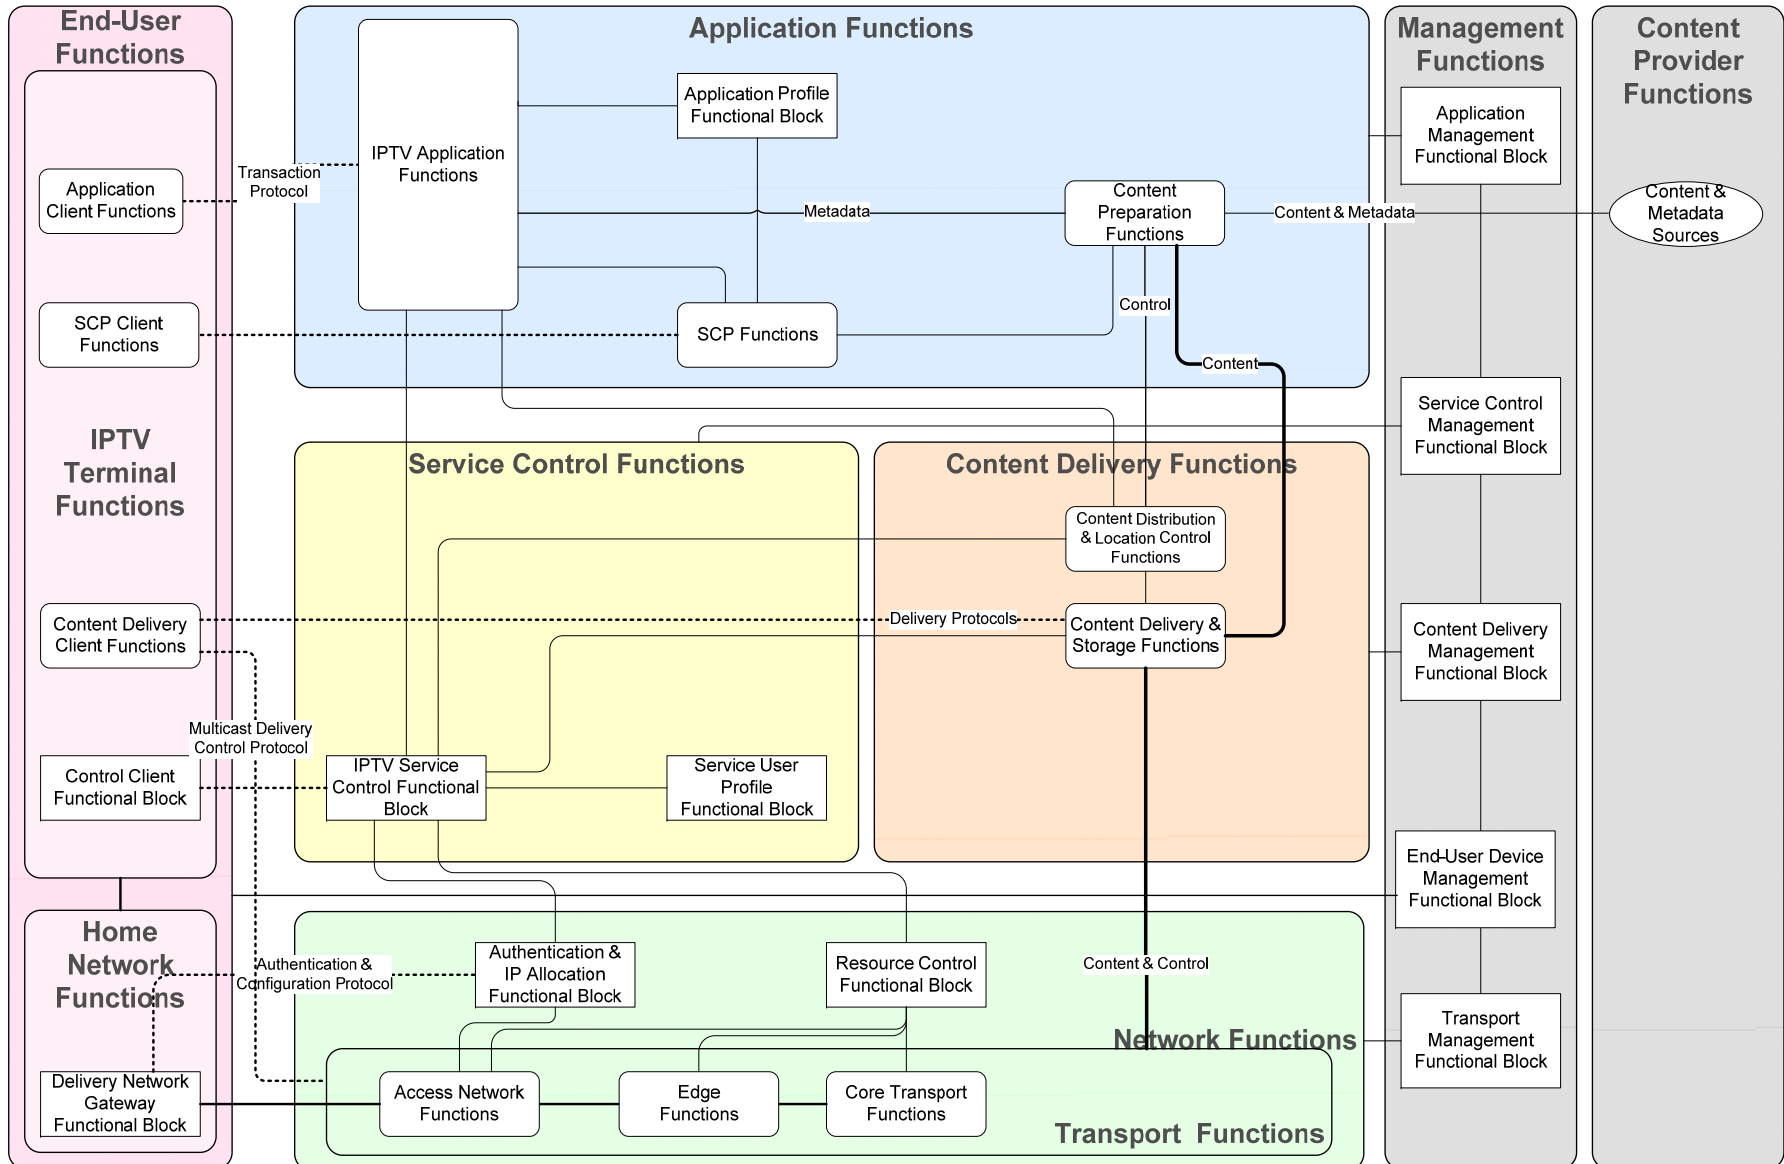 End-User
Functions
Application Functions
Management
Functions
Content
Provider
Functions
IPTV Application
Functions
Application Profile
Functional Block
Application
Management
Functional Block
Transaction
Protocol
Application
Client Functions
Metadata
Content
Preparation
Functions
Content & Metadata
Content &
Metadata
Sources
Control
SCP Client
Functions
SCP Functions
Content
Service Control
Management
Functional Block
IPTV
Terminal
Functions
Service Control Functions
Content Delivery Functions
Content Distribution
& Location Control
Functions
Content Delivery
Client Functions
Delivery Protocols
Content Delivery &
Storage Functions
Content Delivery
Management
Functional Block
Multicast Delivery
Control Protocol
Control Client
Functional Block
IPTV Service
Control Functional
Block
Service User
Profile
Functional Block
End-User Device
Management
Functional Block
Home
Network
Functions
Authentication &
Configuration Protocol
Authentication &
IP Allocation
Functional Block
Resource Control
Functional Block
Content & Control
Network Functions
Transport
Management
Functional Block
Delivery Network
Gateway
Functional Block
Access Network
Functions
Edge
Functions
Core Transport
Functions
Transport Functions